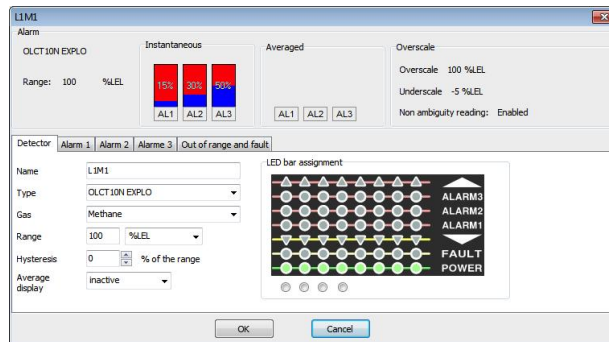 L1M1
Alarm
OLCT10N EXPLO
Range: 100 %LEL
Instantaneous
15% 30% 50%
AL1 AL2 AL3
Averaged
AL1 AL2 AL3
Overscale
Overscale 100 %LEL
Underscale -5 %LEL
Non ambiguity reading: Enabled
Detector Alarm 1 Alarm 2 Alarme 3 Out of range and fault
Name L1M1
Type OLCT10N EXPLO
Gas Methane
Range 100 %LEL
Hysteresis 0 % of the range
Average
display inactive
LED bar assignment
ALARM3
ALARM2
ALARM1
FAULT
POWER
OK Cancel